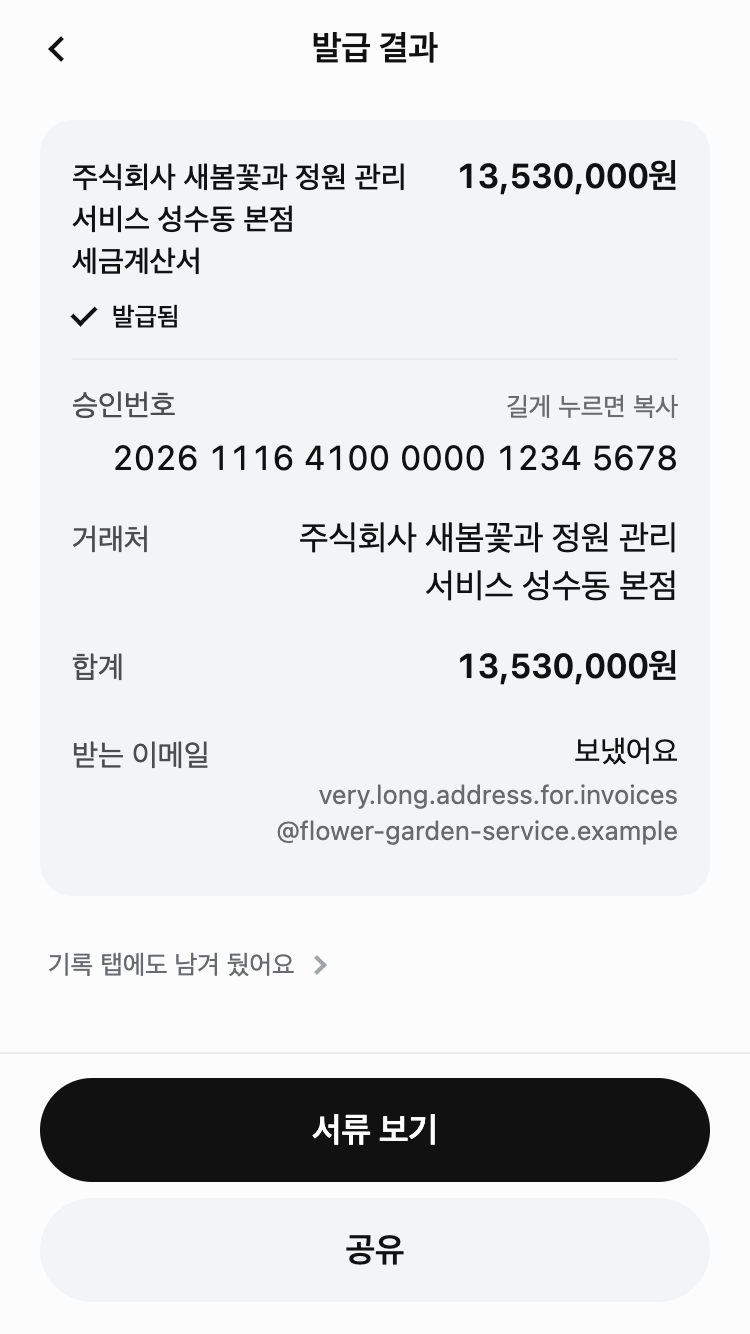 발급 결과
주식회사 새봄꽃과 정원 관리 13,530,000원
서비스 성수동 본점
세금계산서
발급됨
승인번호 길게 누르면 복사
2026 1116 4100 0000 1234 5678
거래처 주식회사 새봄꽃과 정원 관리
서비스 성수동 본점
합계 13,530,000원
받는 이메일 보냈어요
very.long.address.for.invoices
@flower-garden-service.example
기록 탭에도 남겨 뒀어요
서류 보기
공유